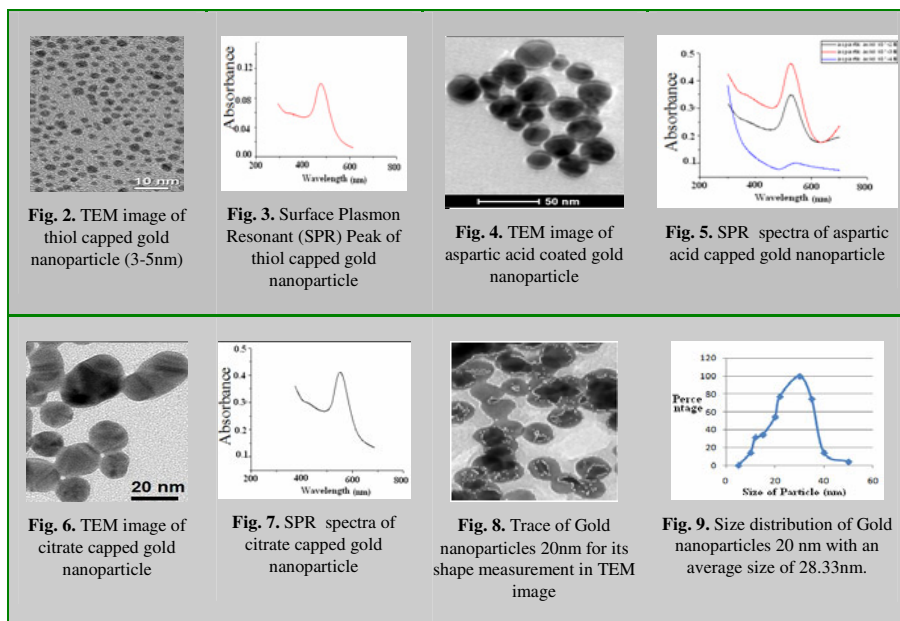 10 nm
Absorbance
0.12
0.08
0.04
0.00
200
400
600
800
Wavelength (nm)
50 nm
Absorbance
0.5
0.4
0.3
0.2
0.1
200
400
600
800
Wavelength (nm)
Fig. 2. TEM image of
thiol capped gold
nanoparticle (3-5nm)
Fig. 3. Surface Plasmon
Resonant (SPR) Peak of
thiol capped gold
nanoparticle
Fig. 4. TEM image of
aspartic acid coated gold
nanoparticle
Fig. 5. SPR spectra of aspartic
acid capped gold nanoparticle
20 nm
Absorbance
0.5
0.4
0.3
0.2
0.1
200
400
600
800
Wavelength (nm)
120
100
80
60
40
20
0
Perce
ntage
0
20
40
60
Size of Particle (nm)
Fig. 6. TEM image of
citrate capped gold
nanoparticle
Fig. 7. SPR spectra of
citrate capped gold
nanoparticle
Fig. 8. Trace of Gold
nanoparticles 20nm for its
shape measurement in TEM
image
Fig. 9. Size distribution of Gold
nanoparticles 20 nm with an
average size of 28.33nm.